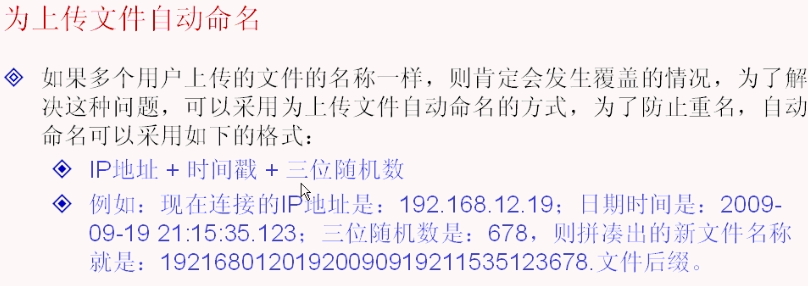 为上传文件自动命名
如果多个用户上传的文件的名称一样，则肯定会发生覆盖的情况，为了解
决这种问题，可以采用为上传文件自动命名的方式，为了防止重名，自动
命名可以采用如下的格式：
IP地址 + 时间戳 + 三位随机数
例如：现在连接的IP地址是：192.168.12.19；日期时间是：2009-
09-19 21:15:35.123；三位随机数是：678，则拼凑出的新文件名称
就是：19216801201920090919211535123678.文件后缀。